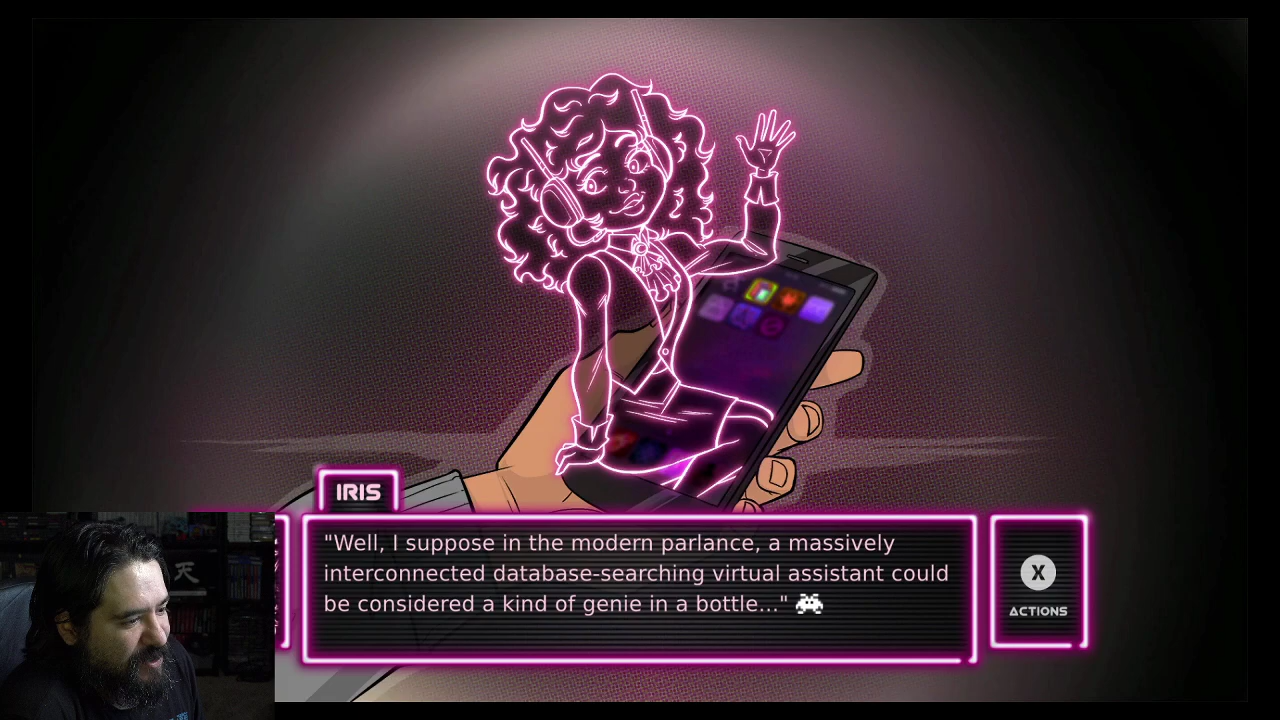 IRIS
"Well, I suppose in the modern parlance, a massively
interconnected database-searching virtual assistant could
be considered a kind of genie in a bottle..."
X
ACTIONS
天